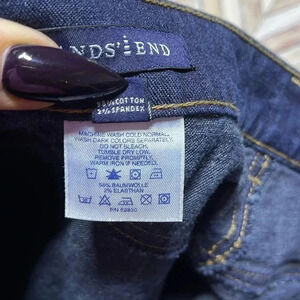 ANDS' END
98%COTTON
2% SPANDEX
MACHINE WASH COLD NORMAL.
WASH DARK COLORS SEPARATELY.
DO NOT BLEACH.
TUMBLE DRY LOW.
REMOVE PROMPTLY.
WARM IRON IF NEEDED.
98% BAUMWOLLE
2% ELASTHAN